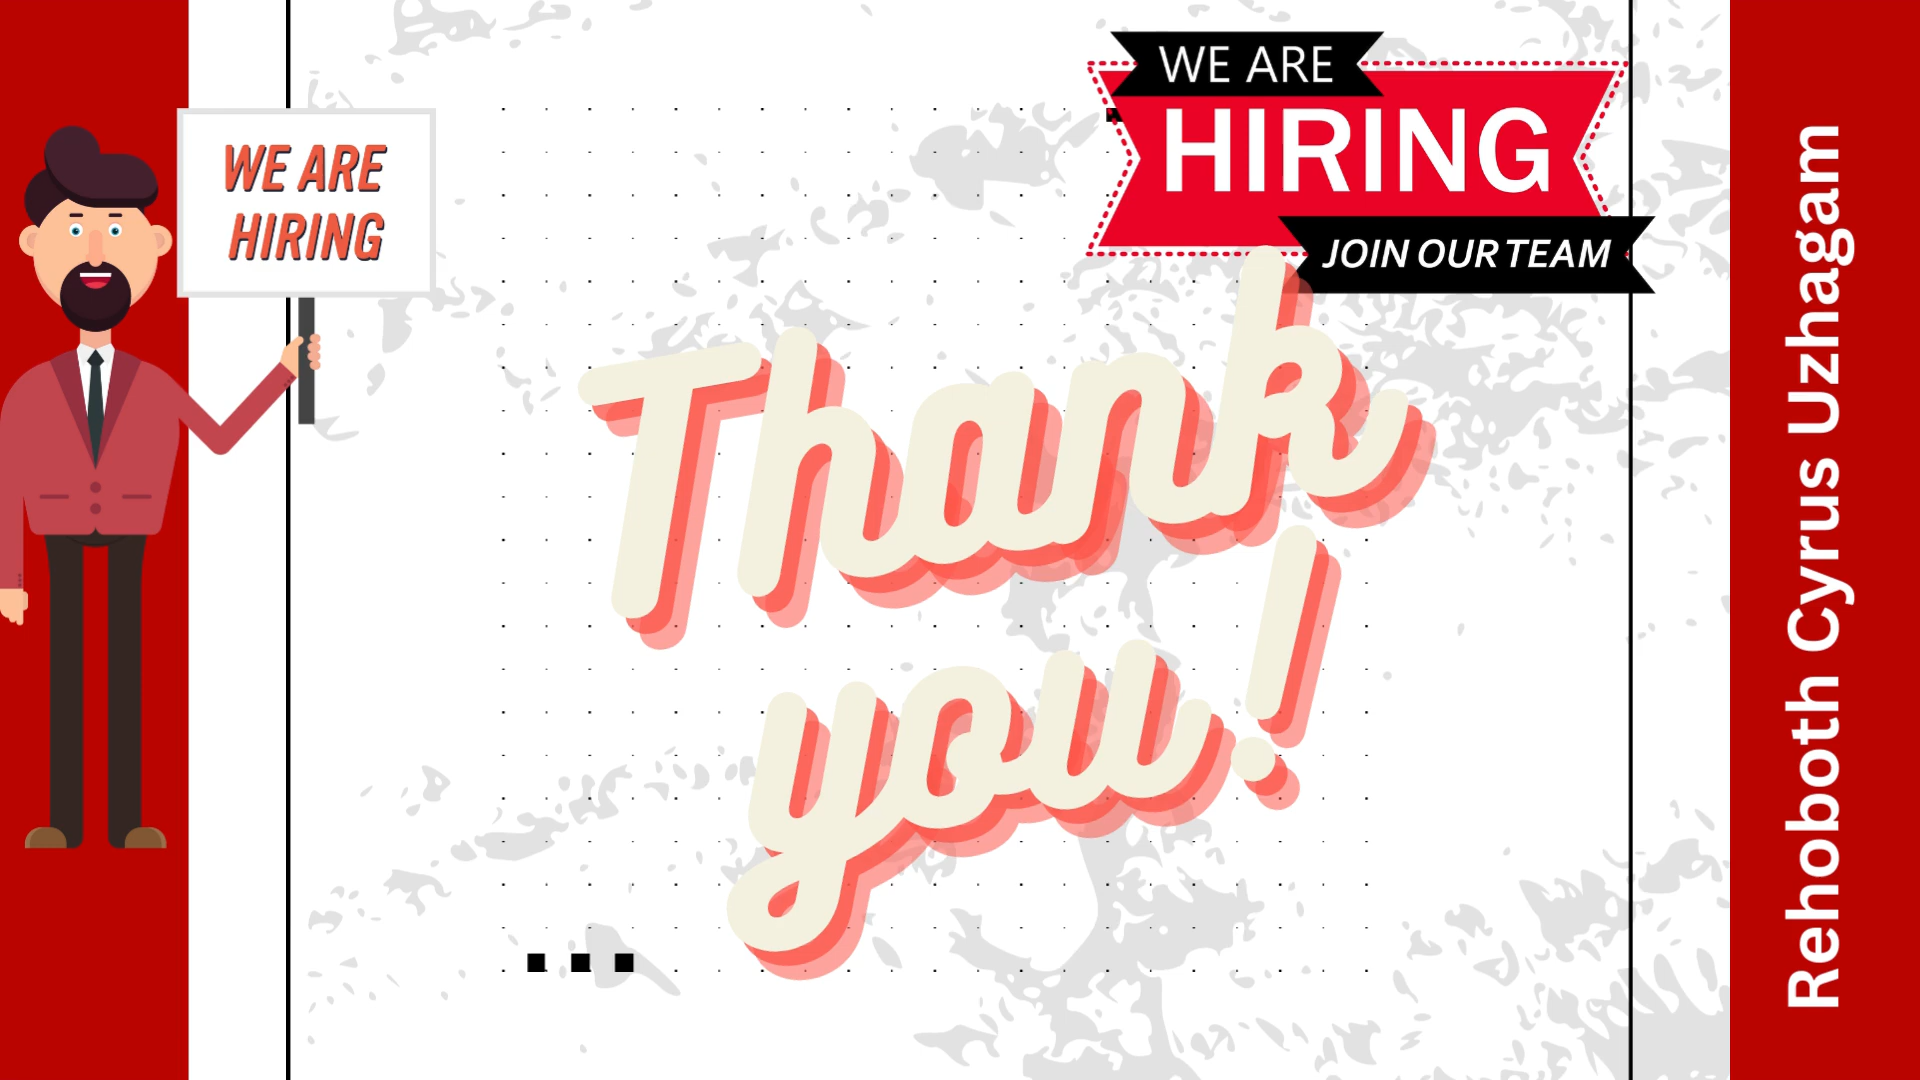 WE ARE
HIRING
WE ARE
HIRING
JOIN OUR TEAM
Thank
you!
Rehoboth Cyrus Uzhagam